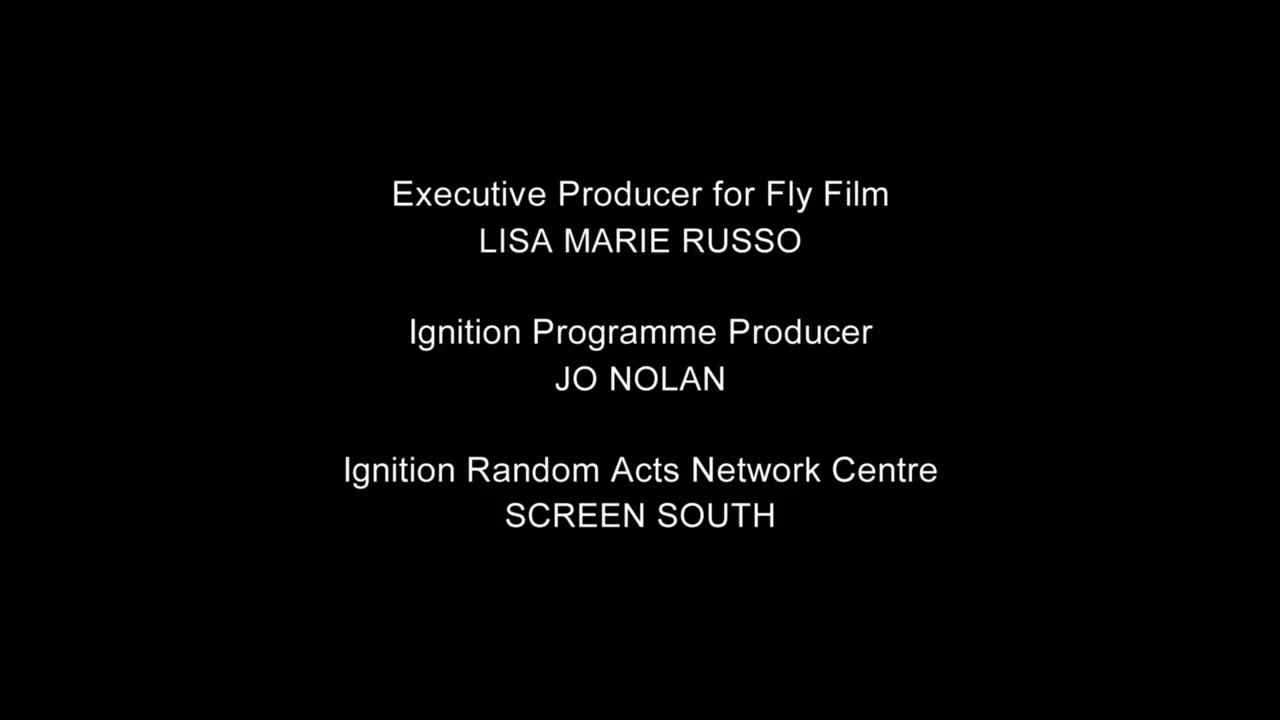 Executive Producer for Fly Film
LISA MARIE RUSSO
Ignition Programme Producer
JO NOLAN
Ignition Random Acts Network Centre
SCREEN SOUTH